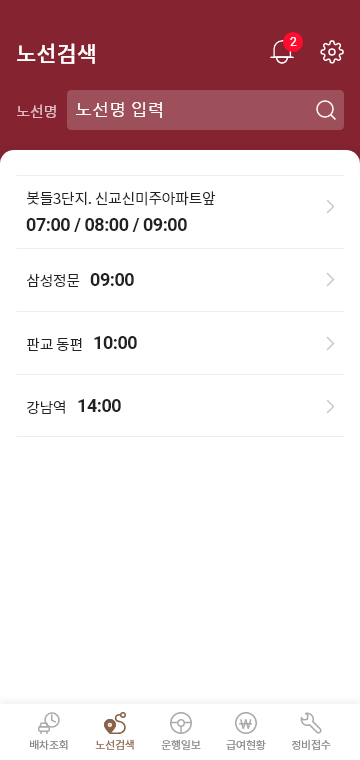 노선검색
2
노선명 노선명 입력
봇들3단지. 신교신미주아파트앞
07:00 / 08:00 / 09:00
삼성정문 09:00
판교 동편 10:00
강남역 14:00
배차조회 노선검색 운행일보 급여현황 정비접수